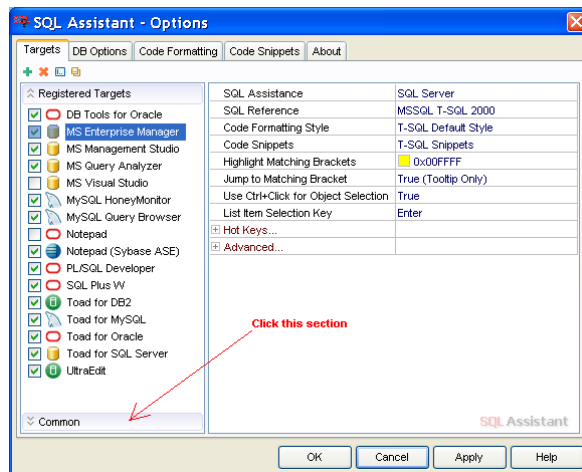 SQL Assistant - Options
Targets DB Options Code Formatting Code Snippets About
Registered Targets
DB Tools for Oracle
MS Enterprise Manager
MS Management Studio
MS Query Analyzer
MS Visual Studio
MySQL HoneyMonitor
MySQL Query Browser
Notepad
Notepad (Sybase ASE)
PL/SQL Developer
SQL Plus W
Toad for DB2
Toad for MySQL
Toad for Oracle
Toad for SQL Server
UltraEdit
Common
SQL Assistance SQL Server
SQL Reference MSSQL T-SQL 2000
Code Formatting Style T-SQL Default Style
Code Snippets T-SQL Snippets
Highlight Matching Brackets 0x00FFFF
Jump to Matching Bracket True (Tooltip Only)
Use Ctrl+Click for Object Selection True
List Item Selection Key Enter
Hot Keys...
Advanced...
Click this section
SQL Assistant
OK Cancel Apply Help